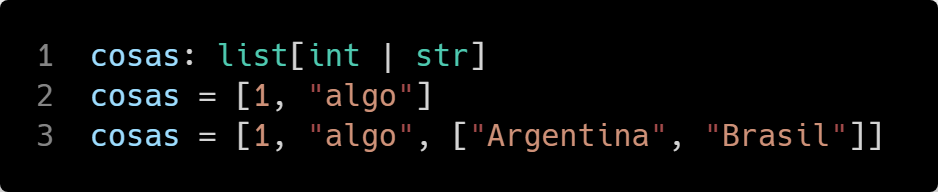 1 cosas: list[int | str]
2 cosas = [1, "algo"]
3 cosas = [1, "algo", ["Argentina", "Brasil"]]